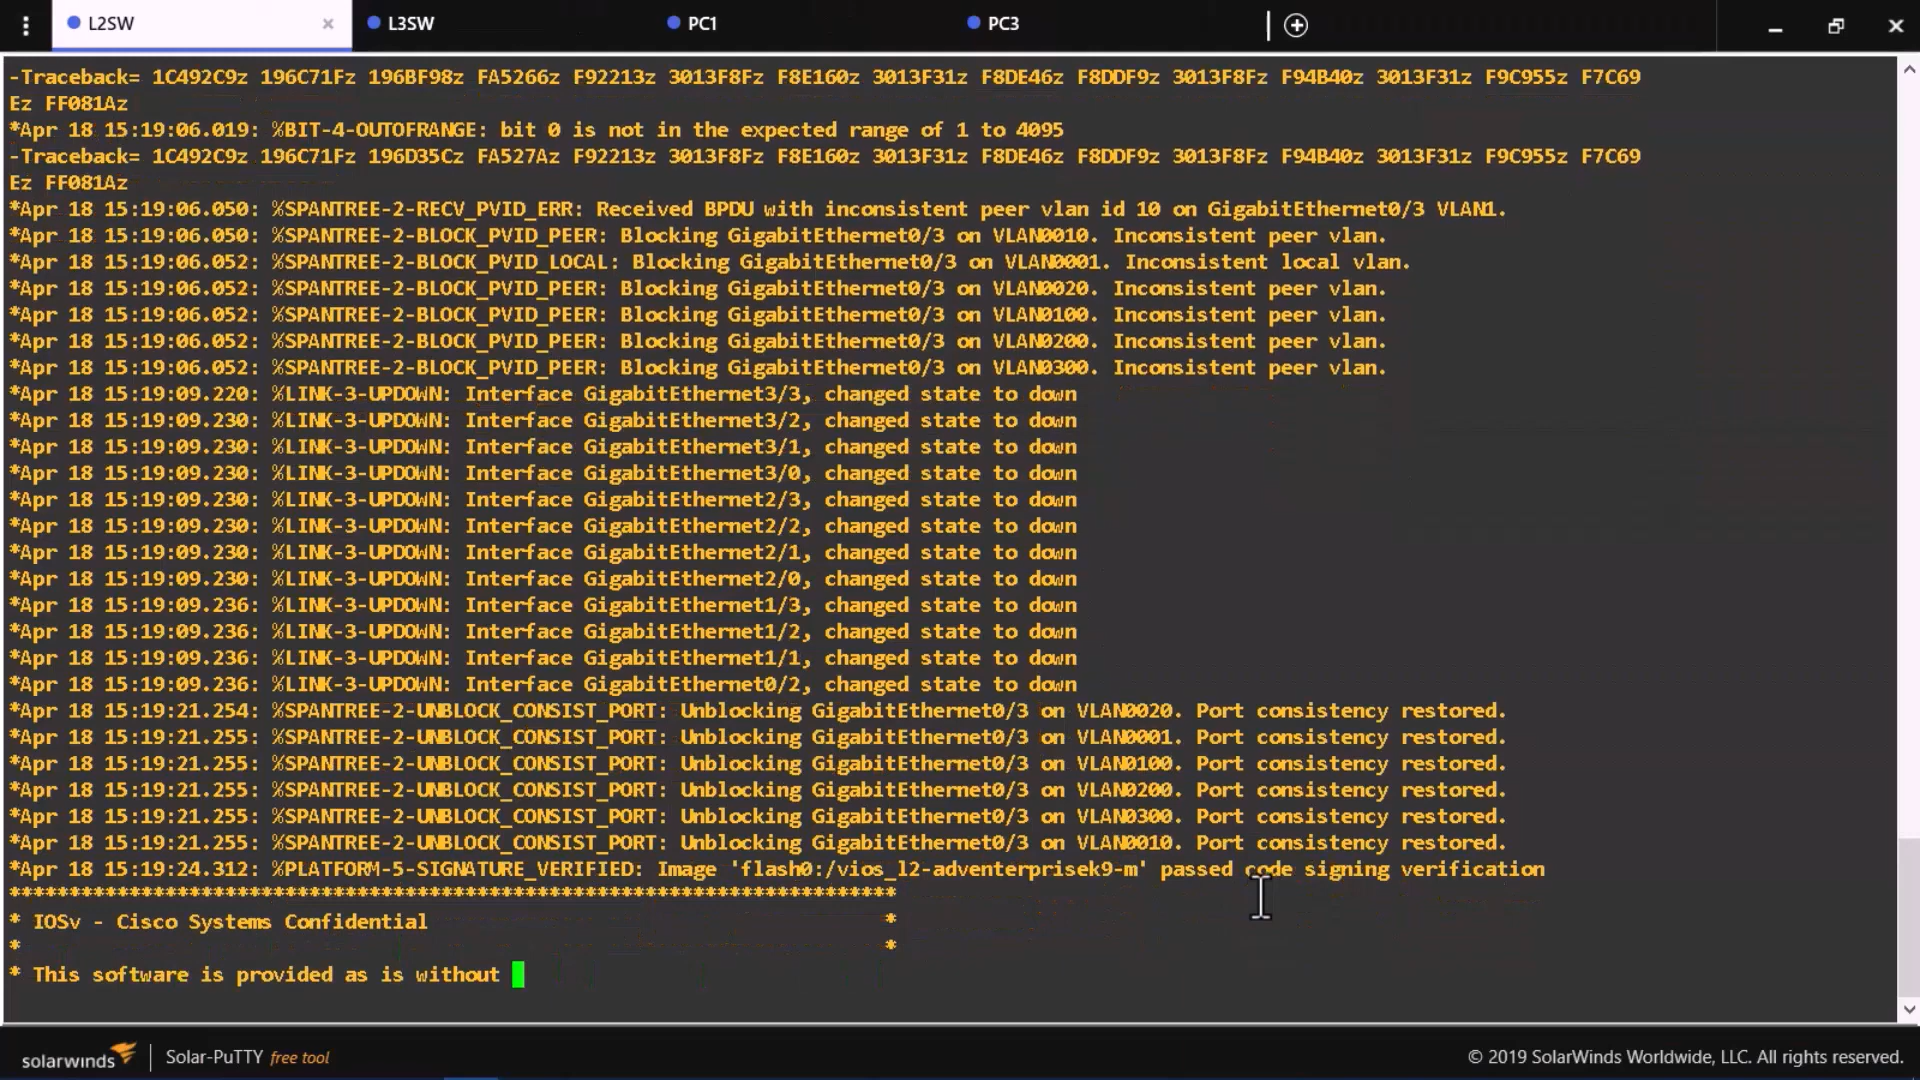 L2SW
L3SW
PC1
PC3
-Traceback= 1C492C9z 196C71Fz 196BF98z FA5266z F92213z 3013F8Fz F8E160z 3013F31z F8DE46z F8DDF9z 3013F8Fz F94B40z 3013F31z F9C955z F7C69
Ez FF081Az
*Apr 18 15:19:06.019: %BIT-4-OUTOFRANGE: bit 0 is not in the expected range of 1 to 4095
-Traceback= 1C492C9z 196C71Fz 196D35Cz FA527Az F92213z 3013F8Fz F8E160z 3013F31z F8DE46z F8DDF9z 3013F8Fz F94B40z 3013F31z F9C955z F7C69
Ez FF081Az
*Apr 18 15:19:06.050: %SPANTREE-2-RECV_PVID_ERR: Received BPDU with inconsistent peer vlan id 10 on GigabitEthernet0/3 VLAN1.
*Apr 18 15:19:06.050: %SPANTREE-2-BLOCK_PVID_PEER: Blocking GigabitEthernet0/3 on VLAN0010. Inconsistent peer vlan.
*Apr 18 15:19:06.052: %SPANTREE-2-BLOCK_PVID_LOCAL: Blocking GigabitEthernet0/3 on VLAN0001. Inconsistent local vlan.
*Apr 18 15:19:06.052: %SPANTREE-2-BLOCK_PVID_PEER: Blocking GigabitEthernet0/3 on VLAN0020. Inconsistent peer vlan.
*Apr 18 15:19:06.052: %SPANTREE-2-BLOCK_PVID_PEER: Blocking GigabitEthernet0/3 on VLAN0100. Inconsistent peer vlan.
*Apr 18 15:19:06.052: %SPANTREE-2-BLOCK_PVID_PEER: Blocking GigabitEthernet0/3 on VLAN0200. Inconsistent peer vlan.
*Apr 18 15:19:06.052: %SPANTREE-2-BLOCK_PVID_PEER: Blocking GigabitEthernet0/3 on VLAN0300. Inconsistent peer vlan.
*Apr 18 15:19:09.220: %LINK-3-UPDOWN: Interface GigabitEthernet3/3, changed state to down
*Apr 18 15:19:09.230: %LINK-3-UPDOWN: Interface GigabitEthernet3/2, changed state to down
*Apr 18 15:19:09.230: %LINK-3-UPDOWN: Interface GigabitEthernet3/1, changed state to down
*Apr 18 15:19:09.230: %LINK-3-UPDOWN: Interface GigabitEthernet3/0, changed state to down
*Apr 18 15:19:09.230: %LINK-3-UPDOWN: Interface GigabitEthernet2/3, changed state to down
*Apr 18 15:19:09.230: %LINK-3-UPDOWN: Interface GigabitEthernet2/2, changed state to down
*Apr 18 15:19:09.230: %LINK-3-UPDOWN: Interface GigabitEthernet2/1, changed state to down
*Apr 18 15:19:09.230: %LINK-3-UPDOWN: Interface GigabitEthernet2/0, changed state to down
*Apr 18 15:19:09.236: %LINK-3-UPDOWN: Interface GigabitEthernet1/3, changed state to down
*Apr 18 15:19:09.236: %LINK-3-UPDOWN: Interface GigabitEthernet1/2, changed state to down
*Apr 18 15:19:09.236: %LINK-3-UPDOWN: Interface GigabitEthernet1/1, changed state to down
*Apr 18 15:19:09.236: %LINK-3-UPDOWN: Interface GigabitEthernet0/2, changed state to down
*Apr 18 15:19:21.254: %SPANTREE-2-UNBLOCK_CONSIST_PORT: Unblocking GigabitEthernet0/3 on VLAN0020. Port consistency restored.
*Apr 18 15:19:21.255: %SPANTREE-2-UNBLOCK_CONSIST_PORT: Unblocking GigabitEthernet0/3 on VLAN0001. Port consistency restored.
*Apr 18 15:19:21.255: %SPANTREE-2-UNBLOCK_CONSIST_PORT: Unblocking GigabitEthernet0/3 on VLAN0100. Port consistency restored.
*Apr 18 15:19:21.255: %SPANTREE-2-UNBLOCK_CONSIST_PORT: Unblocking GigabitEthernet0/3 on VLAN0200. Port consistency restored.
*Apr 18 15:19:21.255: %SPANTREE-2-UNBLOCK_CONSIST_PORT: Unblocking GigabitEthernet0/3 on VLAN0300. Port consistency restored.
*Apr 18 15:19:21.255: %SPANTREE-2-UNBLOCK_CONSIST_PORT: Unblocking GigabitEthernet0/3 on VLAN0010. Port consistency restored.
*Apr 18 15:19:24.312: %PLATFORM-5-SIGNATURE_VERIFIED: Image 'flash0:/vios_l2-adventerprisek9-m' passed code signing verification
**************************************************************************
* IOSv - Cisco Systems Confidential *
* *
* This software is provided as is without
solarwinds Solar-PuTTY free tool
© 2019 SolarWinds Worldwide, LLC. All rights reserved.